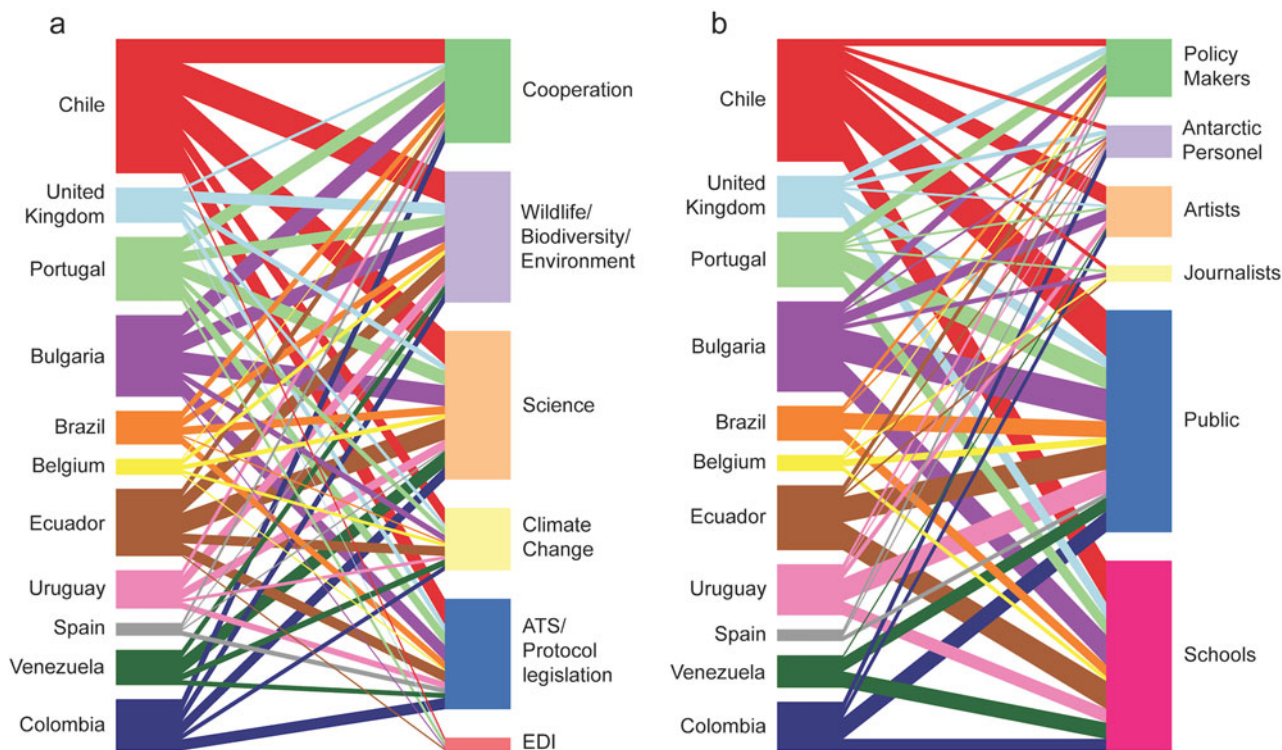 a
Chile
United
Kingdom
Portugal
Bulgaria
Brazil
Belgium
Ecuador
Uruguay
Spain
Venezuela
Colombia
Cooperation
Wildlife/
Biodiversity/
Environment
Science
Climate
Change
ATS/
Protocol
legislation
EDI
b
Chile
United
Kingdom
Portugal
Bulgaria
Brazil
Belgium
Ecuador
Uruguay
Spain
Venezuela
Colombia
Policy
Makers
Antarctic
Personel
Artists
Journalists
Public
Schools